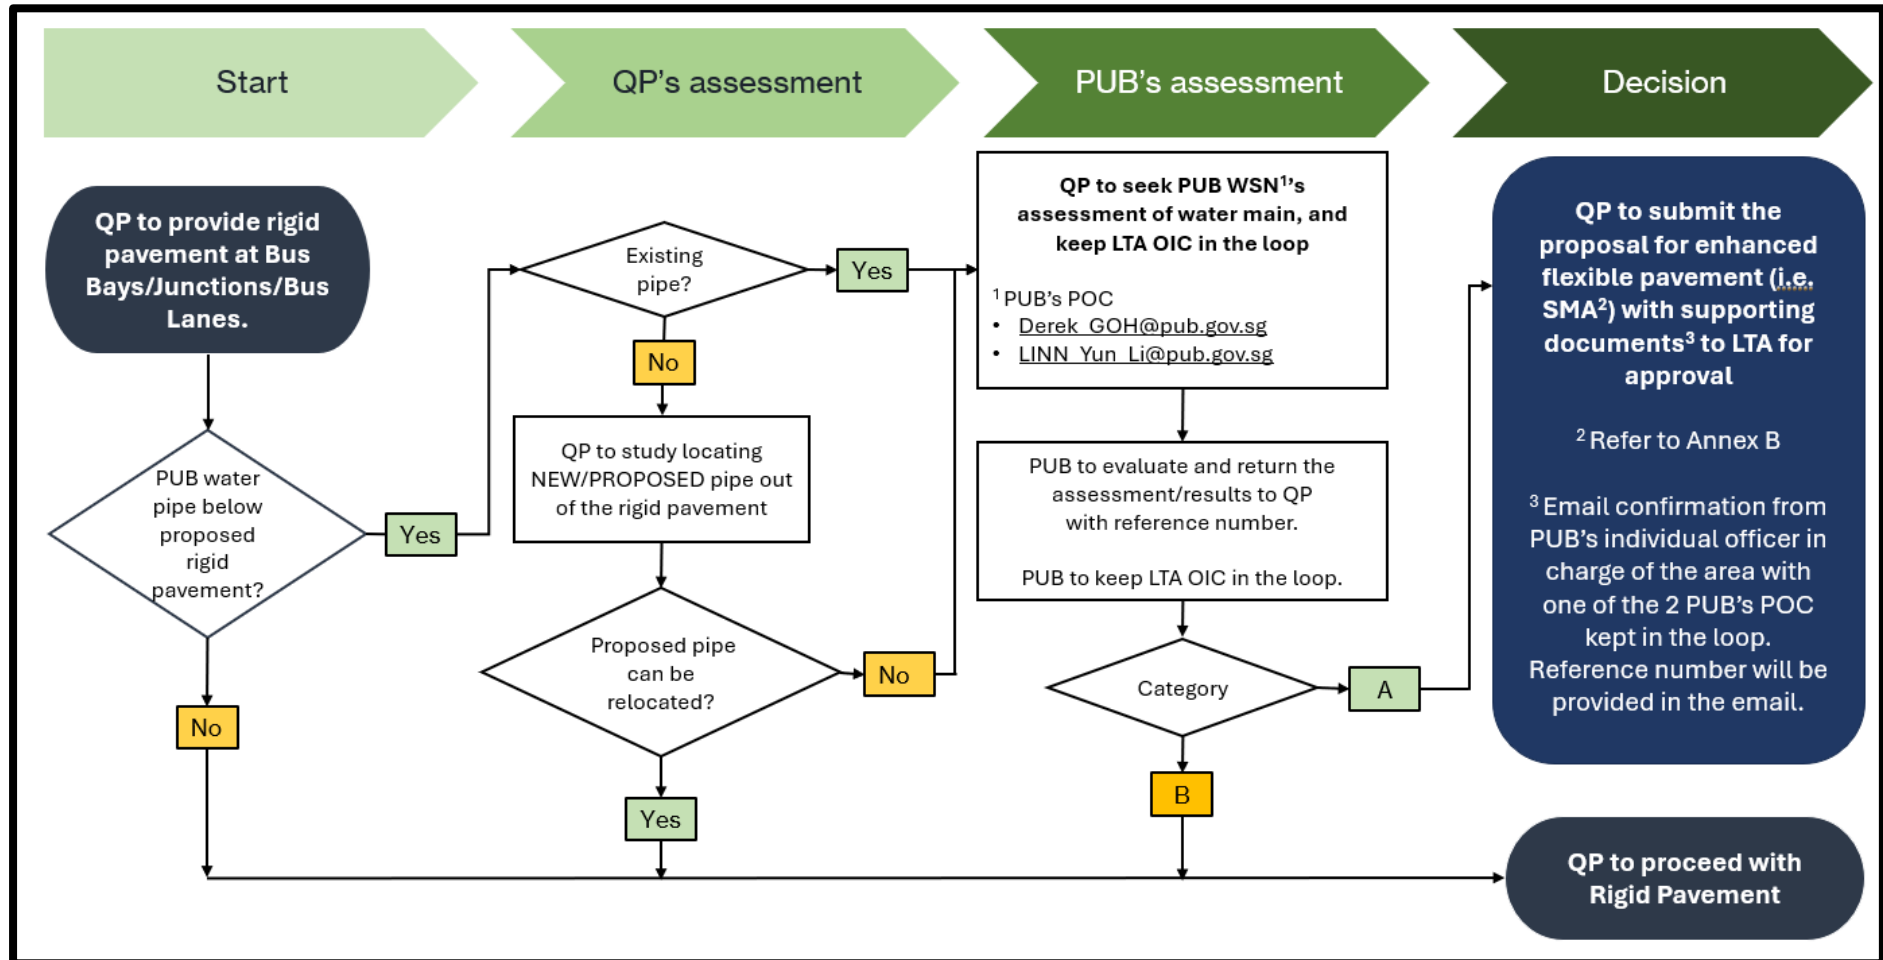 Start
QP's assessment
PUB's assessment
Decision
QP to provide rigid
pavement at Bus
Bays/Junctions/Bus
Lanes.
PUB water
pipe below
proposed
rigid
pavement?
Yes
No
Existing
pipe?
Yes
No
QP to study locating
NEW/PROPOSED pipe out
of the rigid pavement
Proposed pipe
can be
relocated?
No
Yes
QP to seek PUB WSN¹'s
assessment of water main, and
keep LTA OIC in the loop
¹ PUB's POC
• Derek_GOH@pub.gov.sg
• LINN_Yun_Li@pub.gov.sg
PUB to evaluate and return the
assessment/results to QP
with reference number.
PUB to keep LTA OIC in the loop.
Category
A
B
QP to submit the
proposal for enhanced
flexible pavement (i.e.
SMA²) with supporting
documents³ to LTA for
approval
² Refer to Annex B
³ Email confirmation from
PUB's individual officer in
charge of the area with
one of the 2 PUB's POC
kept in the loop.
Reference number will be
provided in the email.
QP to proceed with
Rigid Pavement